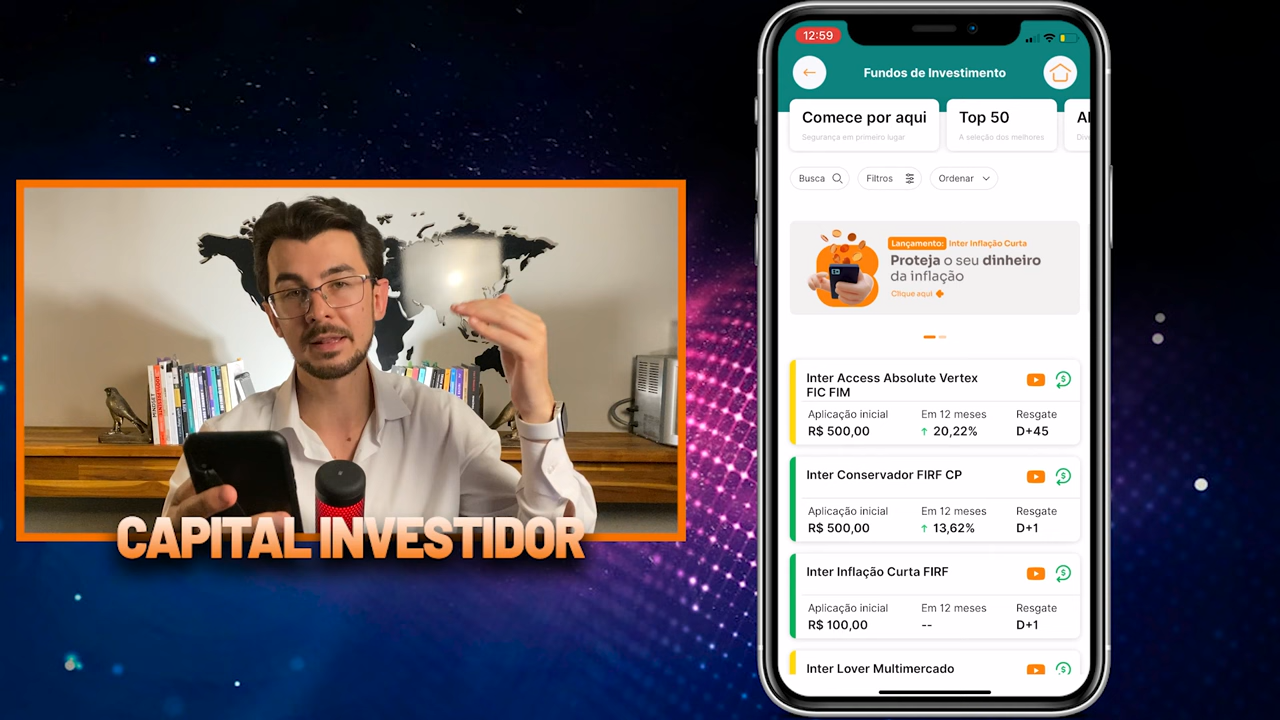 CAPITAL INVESTIDOR
12:59
Fundos de Investimento
Comece por aqui
Segurança em primeiro lugar
Top 50
A seleção dos melhores
Busca
Filtros
Ordenar
Lançamento: Inter Inflação Curta
Proteja o seu dinheiro
da inflação
Clique aqui
Inter Access Absolute Vertex
FIC FIM
Aplicação inicial Em 12 meses Resgate
R$ 500,00 ↑ 20,22% D+45
Inter Conservador FIRF CP
Aplicação inicial Em 12 meses Resgate
R$ 500,00 ↑ 13,62% D+1
Inter Inflação Curta FIRF
Aplicação inicial Em 12 meses Resgate
R$ 100,00 -- D+1
Inter Lover Multimercado